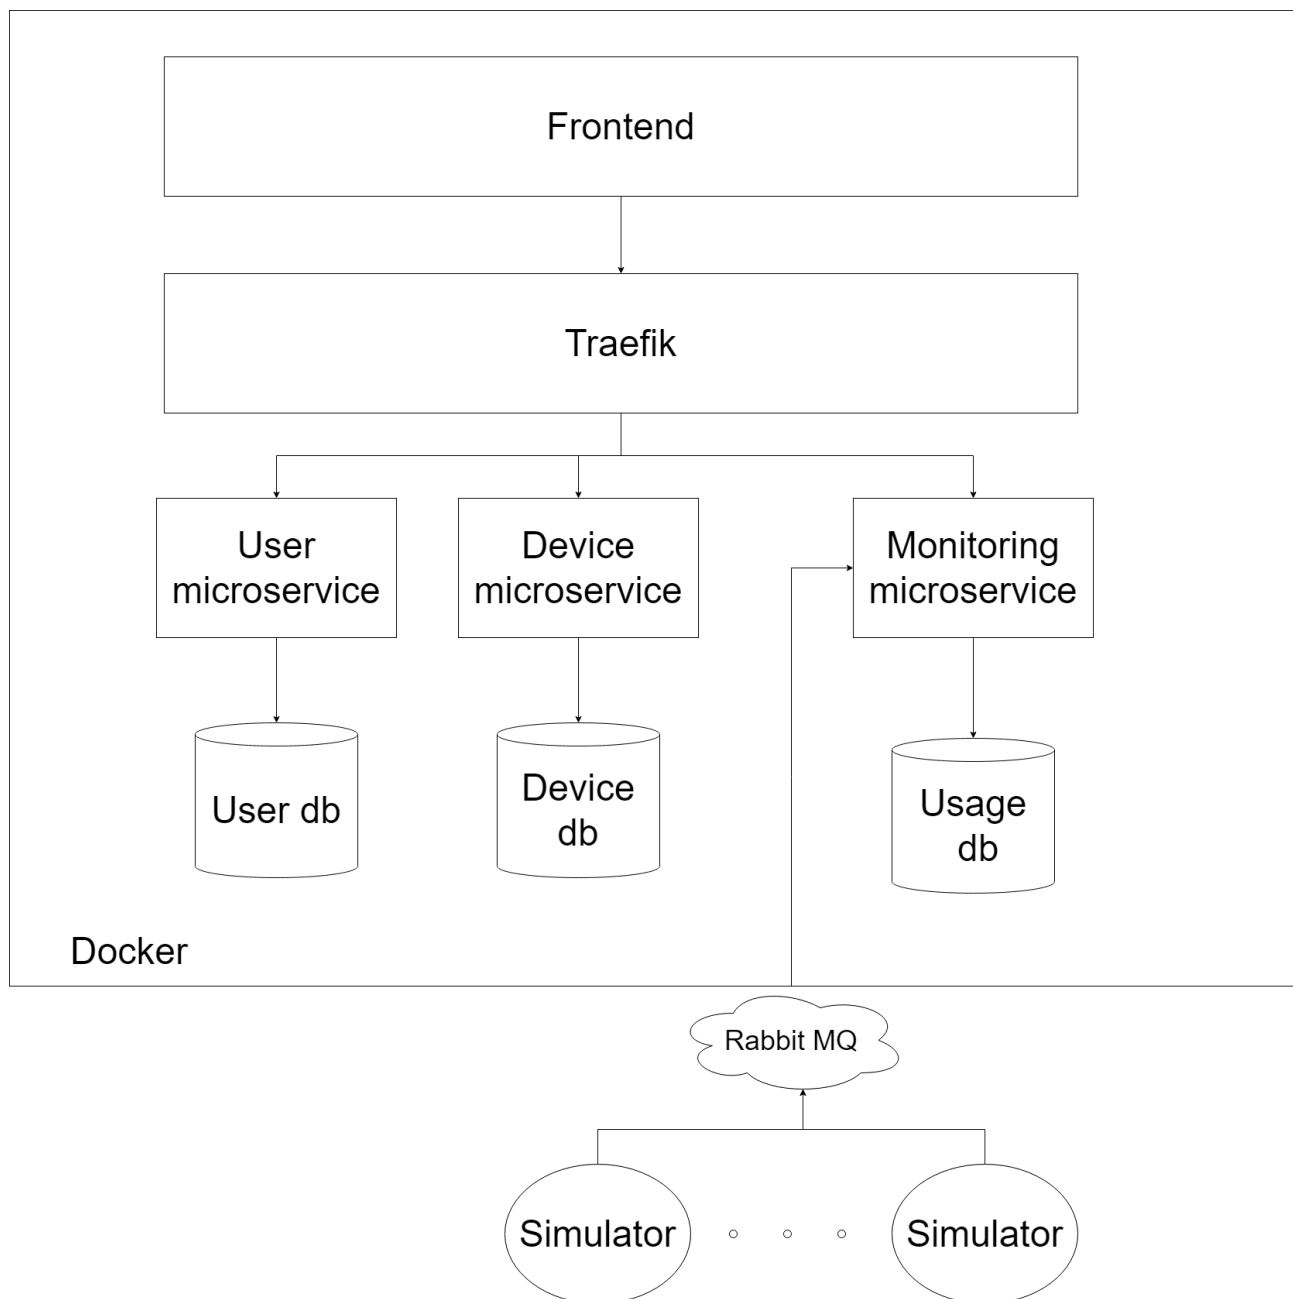 Frontend
Traefik
User
microservice
Device
microservice
Monitoring
microservice
User db
Device
db
Usage
db
Docker
Rabbit MQ
Simulator
Simulator